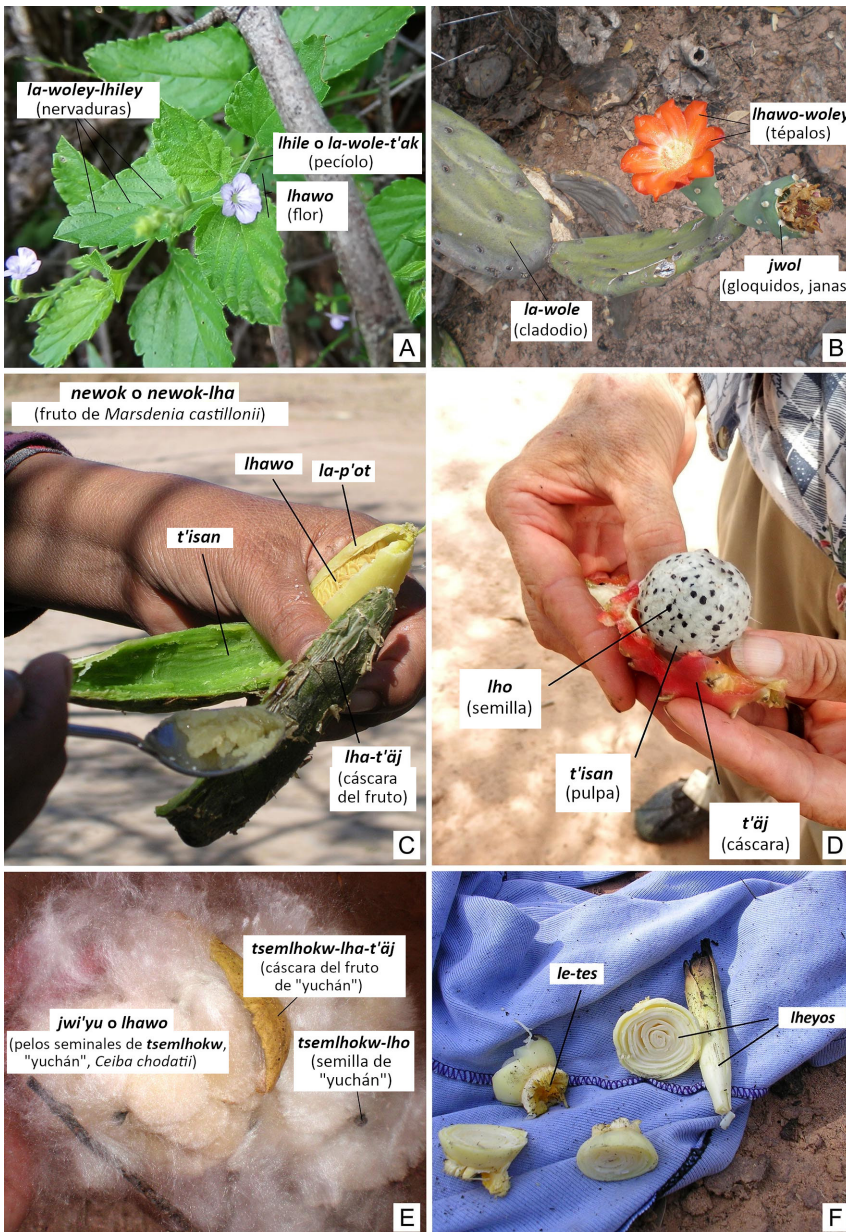 la-woley-lhiley
(nervaduras)
lhile o la-wole-t'ak
(pecíolo)
lhawo
(flor)
A
lhawo-woley
(tépalos)
jwol
(gloquidos, janas)
la-wole
(cladodio)
B
newok o newok-lha
(fruto de Marsdenia castillonii)
lhawo
la-p'ot
t'isan
lha-t'äj
(cáscara
del fruto)
C
lho
(semilla)
t'isan
(pulpa)
t'äj
(cáscara)
D
tsemlhokw-lha-t'äj
(cáscara del fruto
de "yuchán")
jwi'yu o lhawo
(pelos seminales de tsemlhokw,
"yuchán", Ceiba chodatii)
tsemlhokw-lho
(semilla de
"yuchán")
E
le-tes
lheyos
F